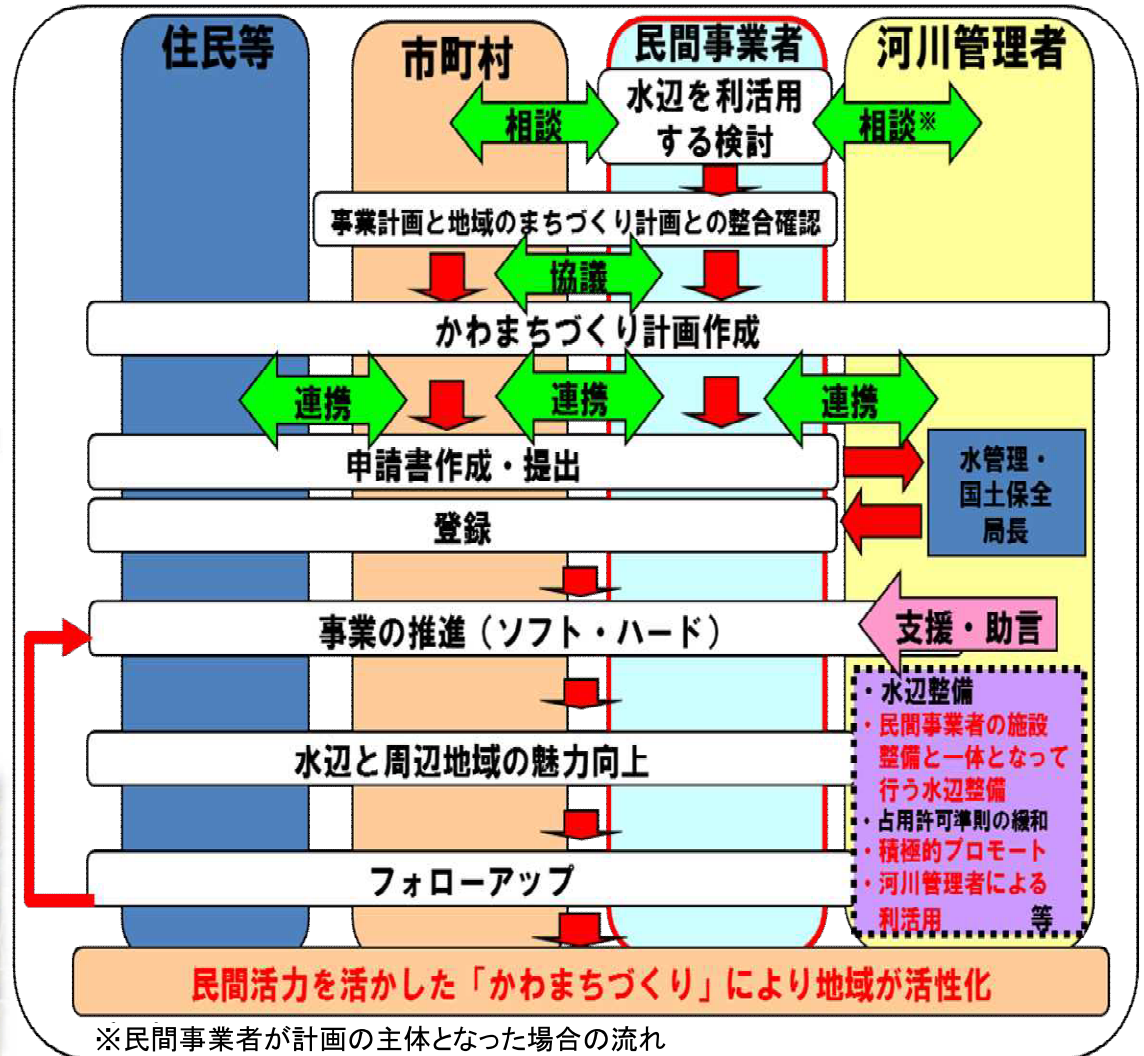 住民等
市町村
民間事業者
河川管理者
相談
水辺を利活用
する検討
相談※
事業計画と地域のまちづくり計画との整合確認
協議
かわまちづくり計画作成
連携
連携
連携
申請書作成・提出
水管理・
国土保全
局長
登録
事業の推進（ソフト・ハード）
支援・助言
・水辺整備
・民間事業者の施設
整備と一体となって
行う水辺整備
・占用許可準則の緩和
・積極的プロモート
・河川管理者による
利活用 等
水辺と周辺地域の魅力向上
フォローアップ
民間活力を活かした「かわまちづくり」により地域が活性化
※民間事業者が計画の主体となった場合の流れ